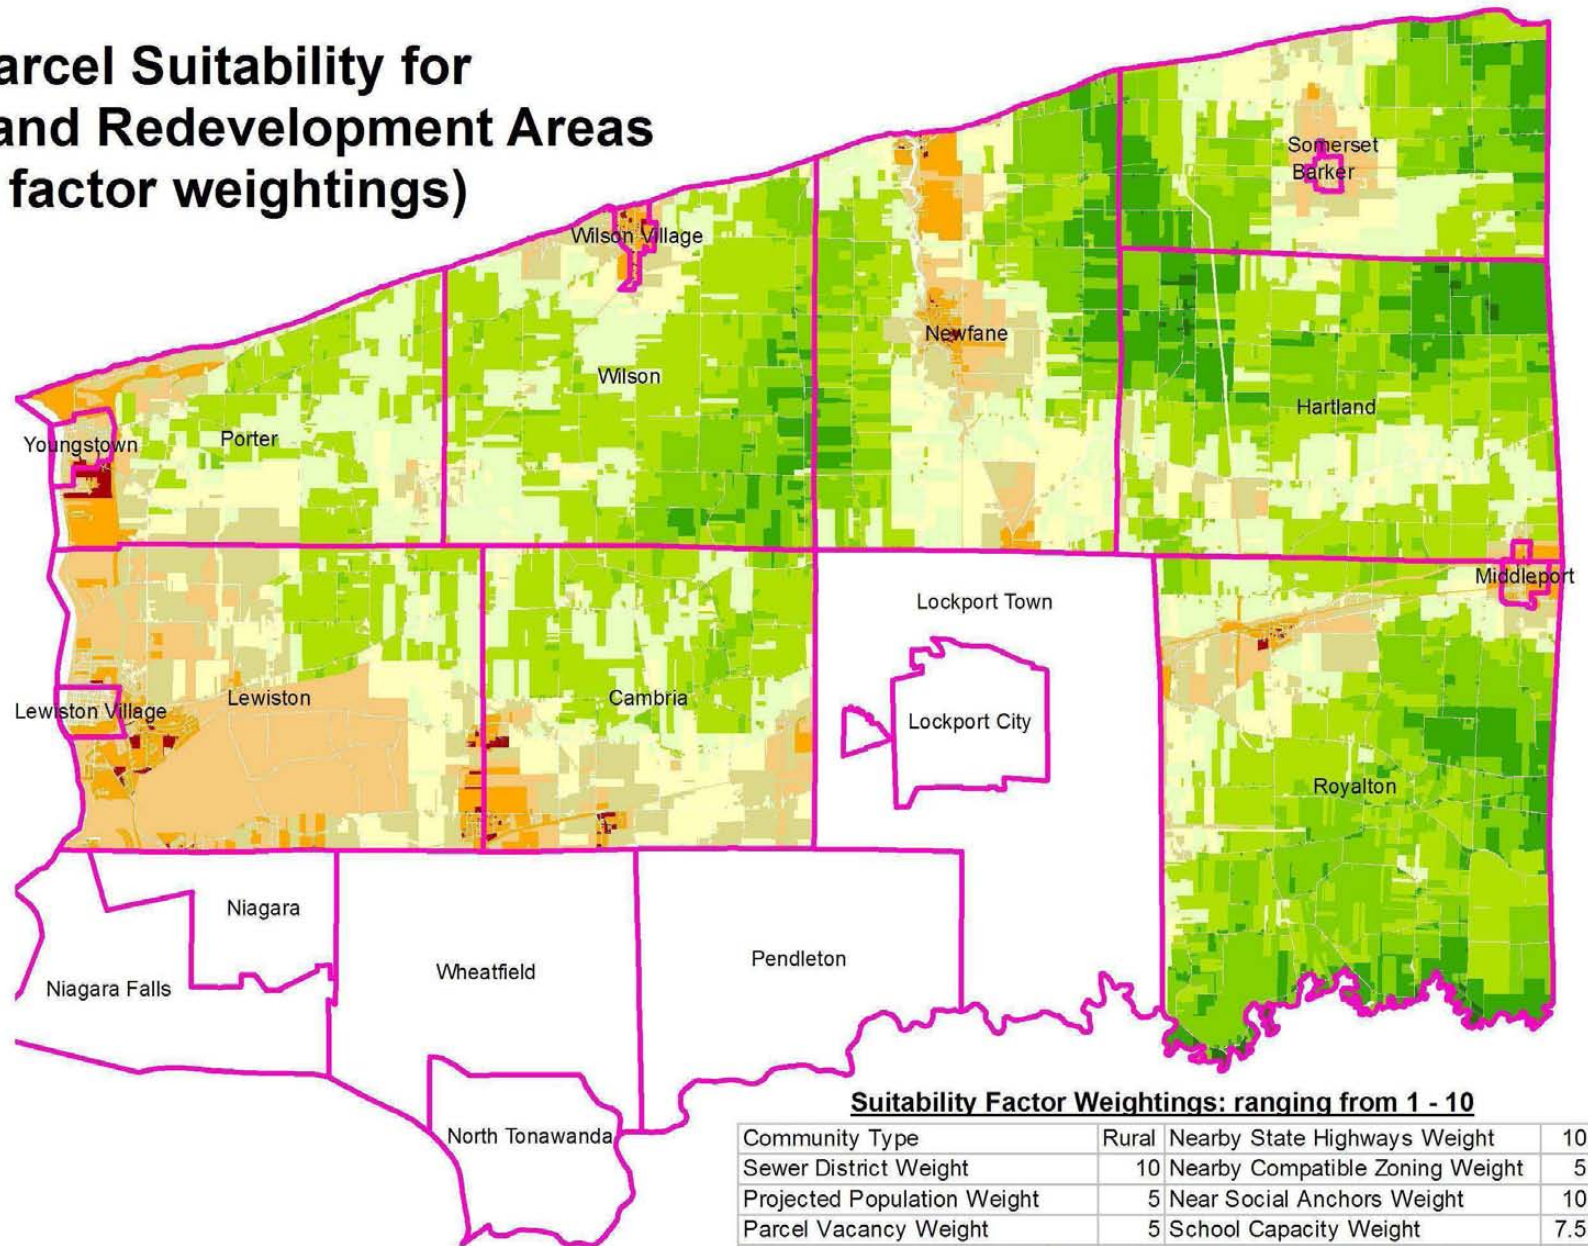 arcel Suitability for
and Redevelopment Areas
factor weightings)
Somerset
Barker
Wilson Village
Newfane
Wilson
Hartland
Youngstown
Porter
Middleport
Lockport Town
Lewiston Village
Lewiston
Cambria
Lockport City
Royalton
Niagara
Wheatfield
Pendleton
Niagara Falls
North Tonawanda
Suitability Factor Weightings: ranging from 1 - 10
Community Type Rural Nearby State Highways Weight 10
Sewer District Weight 10 Nearby Compatible Zoning Weight 5
Projected Population Weight 5 Near Social Anchors Weight 10
Parcel Vacancy Weight 5 School Capacity Weight 7.5